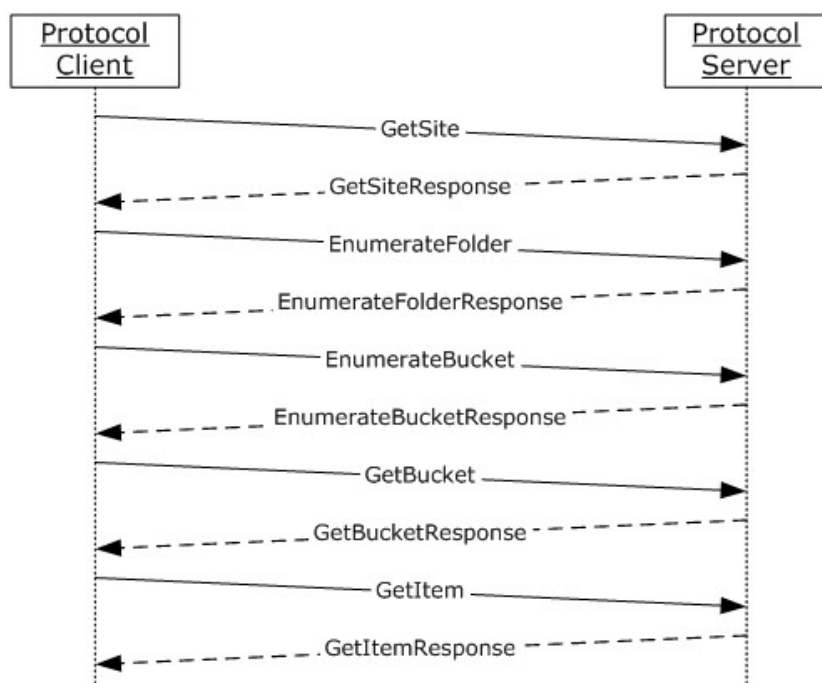 Protocol
Client
Protocol
Server
GetSite
GetSiteResponse
EnumerateFolder
EnumerateFolderResponse
EnumerateBucket
EnumerateBucketResponse
GetBucket
GetBucketResponse
GetItem
GetItemResponse